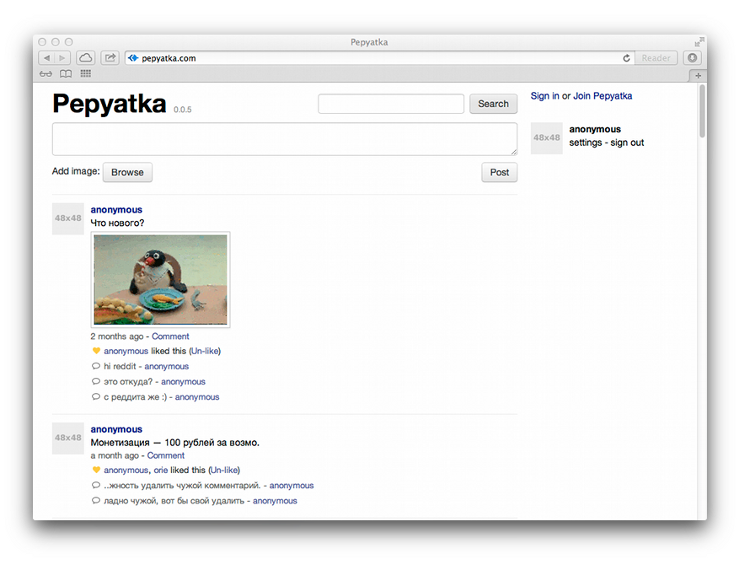 Pepyatka
pepyatka.com
Reader
Pepyatka 0.0.5
Search
Sign in or Join Pepyatka
48x48
anonymous
settings - sign out
Add image: Browse
Post
48x48
anonymous
Что нового?
2 months ago - Comment
anonymous liked this (Un-like)
hi reddit - anonymous
это откуда? - anonymous
с реддита же :) - anonymous
48x48
anonymous
Монетизация — 100 рублей за возмо.
a month ago - Comment
anonymous, orie liked this (Un-like)
..жность удалить чужой комментарий. - anonymous
ладно чужой, вот бы свой удалить - anonymous